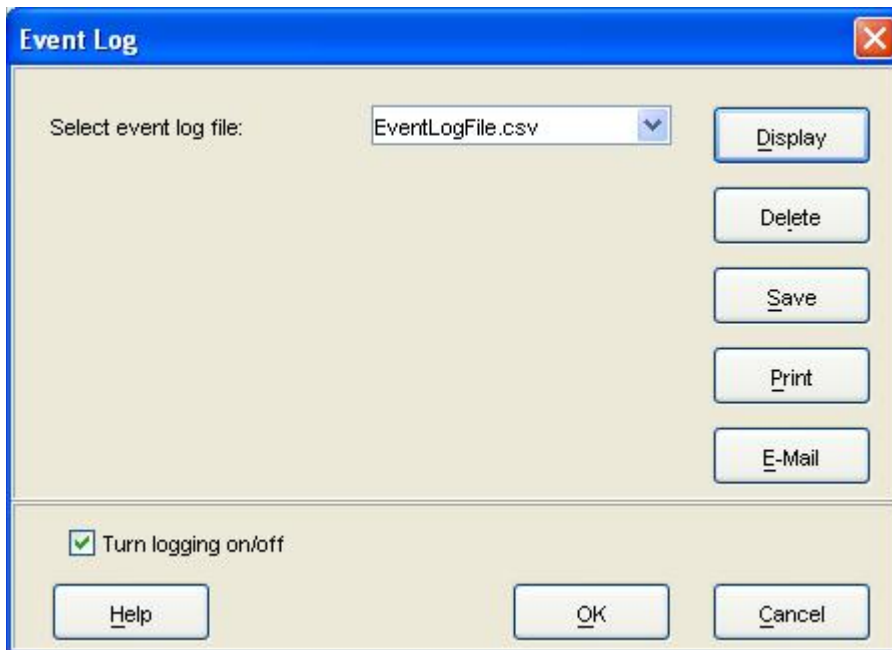 Event Log
Select event log file: EventLogFile.csv
Display
Delete
Save
Print
E-Mail
Turn logging on/off
Help OK Cancel